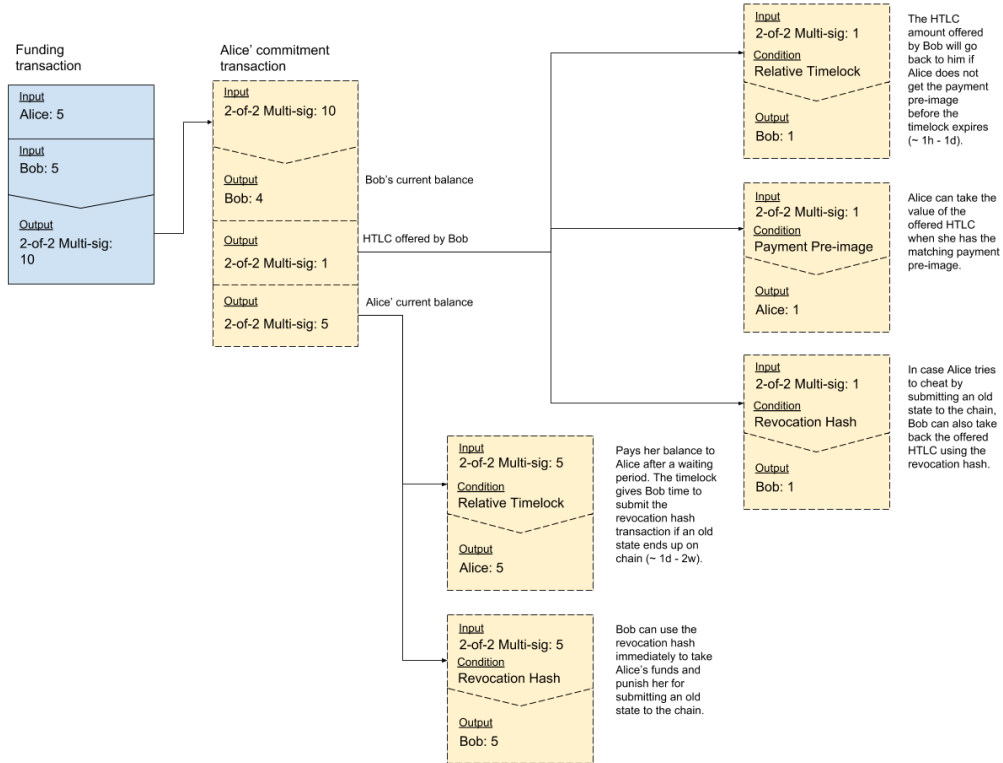 Funding
transaction
Input
Alice: 5
Input
Bob: 5
Output
2-of-2 Multi-sig:
10
Alice' commitment
transaction
Input
2-of-2 Multi-sig: 10
Output
Bob: 4
Output
2-of-2 Multi-sig: 1
Output
2-of-2 Multi-sig: 5
Bob's current balance
HTLC offered by Bob
Alice' current balance
Input
2-of-2 Multi-sig: 1
Condition
Relative Timelock
Output
Bob: 1
The HTLC
amount offered
by Bob will go
back to him if
Alice does not
get the payment
pre-image
before the
timelock expires
(~ 1h - 1d).
Input
2-of-2 Multi-sig: 1
Condition
Payment Pre-image
Output
Alice: 1
Alice can take the
value of the
offered HTLC
when she has the
matching payment
pre-image.
Input
2-of-2 Multi-sig: 1
Condition
Revocation Hash
Output
Bob: 1
In case Alice tries
to cheat by
submitting an old
state to the chain,
Bob can also take
back the offered
HTLC using the
revocation hash.
Input
2-of-2 Multi-sig: 5
Condition
Relative Timelock
Output
Alice: 5
Pays her balance to
Alice after a waiting
period. The timelock
gives Bob time to
submit the
revocation hash
transaction if an old
state ends up on
chain (~ 1d - 2w).
Input
2-of-2 Multi-sig: 5
Condition
Revocation Hash
Output
Bob: 5
Bob can use the
revocation hash
immediately to take
Alice's funds and
punish her for
submitting an old
state to the chain.